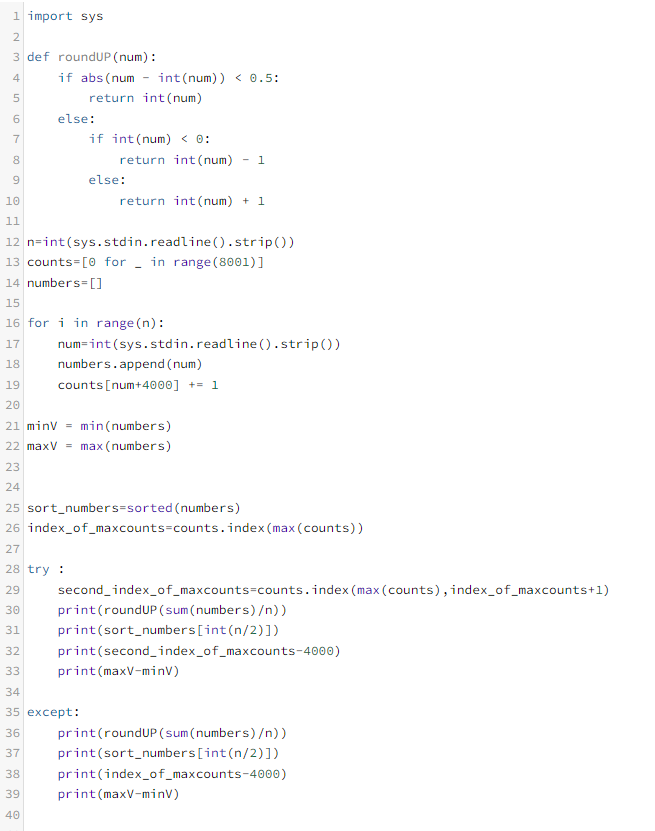 1 import sys
2
3 def roundUP(num):
4     if abs(num - int(num)) < 0.5:
5         return int(num)
6     else:
7         if int(num) < 0:
8             return int(num) - 1
9         else:
10             return int(num) + 1
11
12 n=int(sys.stdin.readline().strip())
13 counts=[0 for _ in range(8001)]
14 numbers=[]
15
16 for i in range(n):
17     num=int(sys.stdin.readline().strip())
18     numbers.append(num)
19     counts[num+4000] += 1
20
21 minV = min(numbers)
22 maxV = max(numbers)
23
24
25 sort_numbers=sorted(numbers)
26 index_of_maxcounts=counts.index(max(counts))
27
28 try :
29     second_index_of_maxcounts=counts.index(max(counts),index_of_maxcounts+1)
30     print(roundUP(sum(numbers)/n))
31     print(sort_numbers[int(n/2)])
32     print(second_index_of_maxcounts-4000)
33     print(maxV-minV)
34
35 except:
36     print(roundUP(sum(numbers)/n))
37     print(sort_numbers[int(n/2)])
38     print(index_of_maxcounts-4000)
39     print(maxV-minV)
40